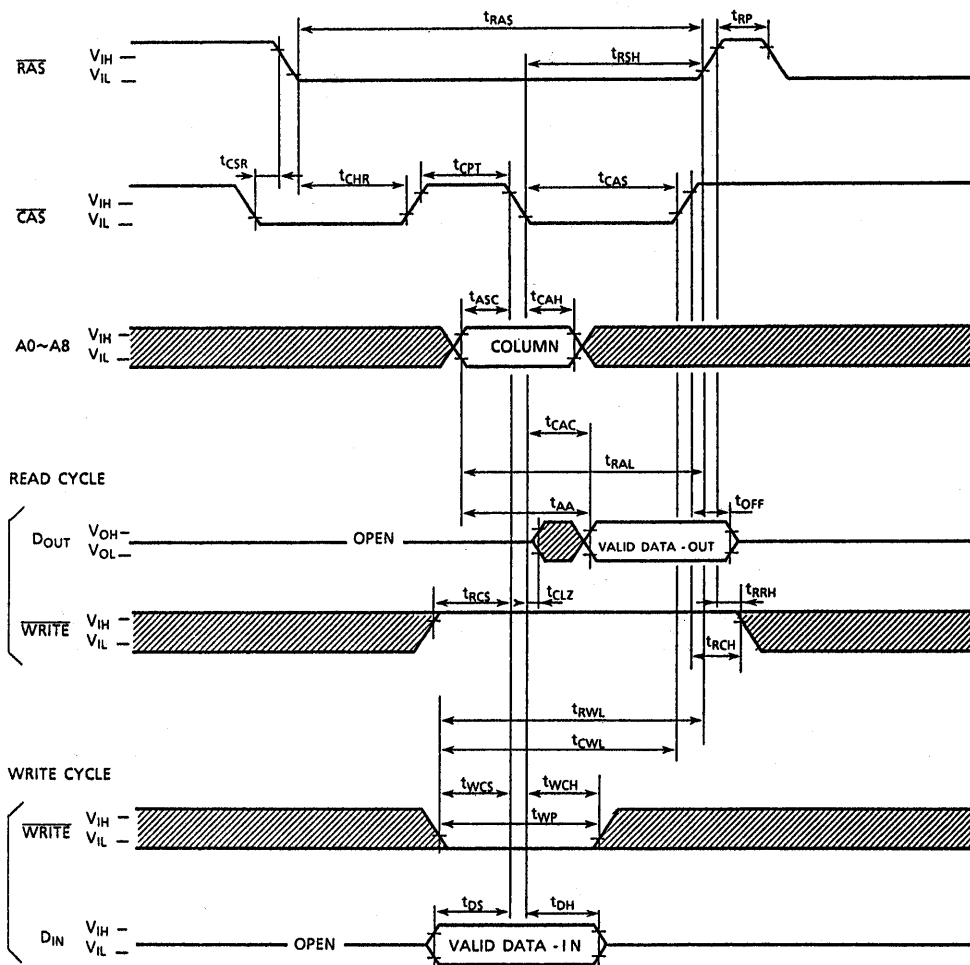 tRAS
tRP
RAS
VIH
VIL
tRSH
tCSR
tCHR
tCPT
tCAS
CAS
VIH
VIL
tASC
tCAH
A0~A8
VIH
VIL
COLUMN
tCAC
tRAL
READ CYCLE
tAA
tOFF
DOUT
VOH
VOL
OPEN
VALID DATA - OUT
tRCS
tCLZ
tRRH
WRITE
VIH
VIL
tRCH
tRWL
tCWL
WRITE CYCLE
tWCS
tWCH
WRITE
VIH
VIL
tWP
tDS
tDH
DIN
VIH
VIL
OPEN
VALID DATA - IN